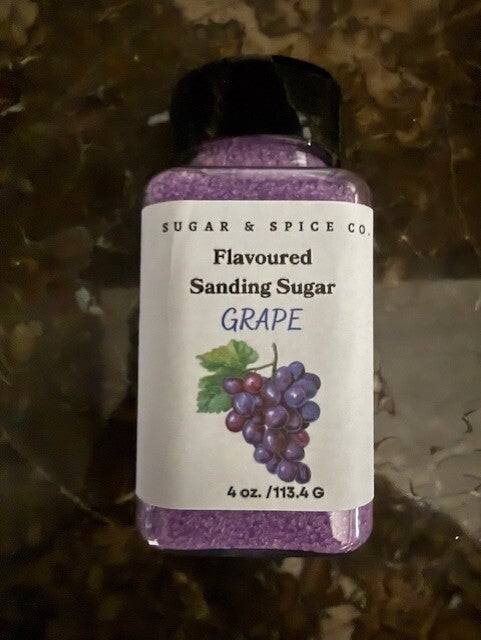 SUGAR & SPICE CO.
Flavoured
Sanding Sugar
GRAPE
4 oz. /113.4 G